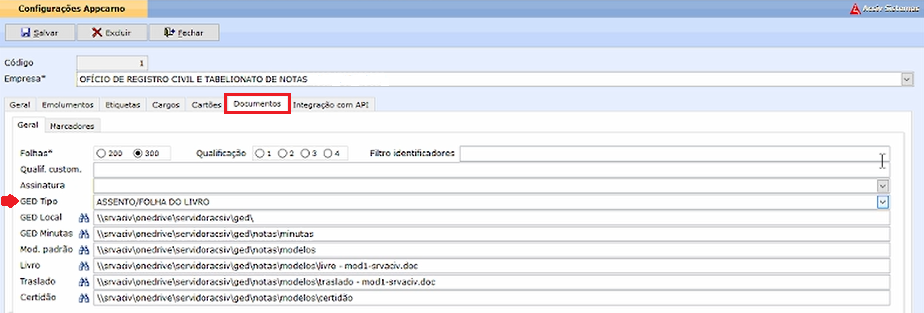 Configurações Appcarno
Acsiv Sistemas
Salvar Excluir Fechar
Código 1
Empresa* OFÍCIO DE REGISTRO CIVIL E TABELIONATO DE NOTAS
Geral Emolumentos Etiquetas Cargos Cartões Documentos Integração com API
Geral Marcadores
Folhas* 200 300 Qualificação 1 2 3 4 Filtro identificadores
Qualif. custom.
Assinatura
GED Tipo ASSENTO/FOLHA DO LIVRO
GED Local \\srvaciv\onedrive\servidoracsiv\ged\
GED Minutas \\srvaciv\onedrive\servidoracsiv\ged\notas\minutas
Mod. padrão \\srvaciv\onedrive\servidoracsiv\ged\notas\modelos
Livro \\srvaciv\onedrive\servidoracsiv\ged\notas\modelos\livro - mod1-srvaciv.doc
Traslado \\srvaciv\onedrive\servidoracsiv\ged\notas\modelos\traslado - mod1-srvaciv.doc
Certidão \\srvaciv\onedrive\servidoracsiv\ged\notas\modelos\certidão